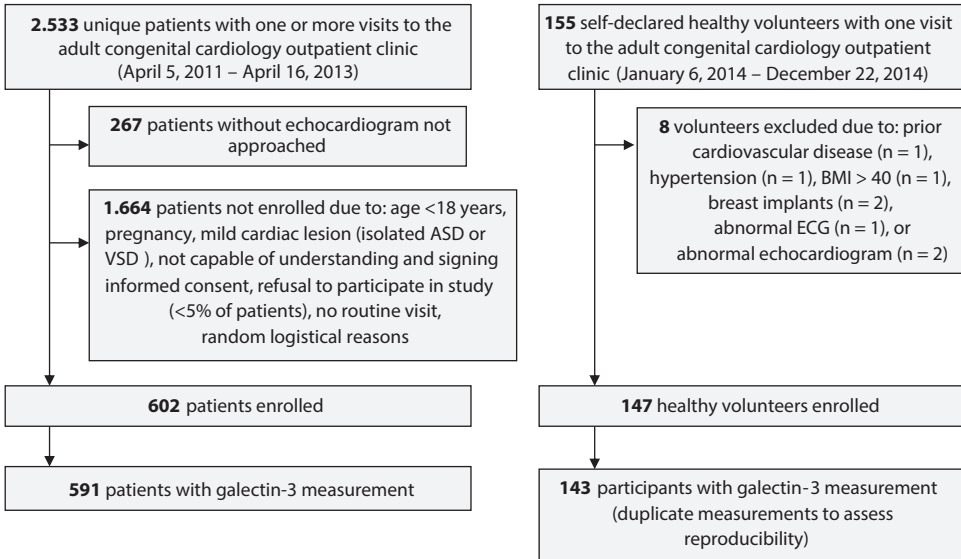 2.533 unique patients with one or more visits to the
adult congenital cardiology outpatient clinic
(April 5, 2011 – April 16, 2013)
267 patients without echocardiogram not
approached
1.664 patients not enrolled due to: age <18 years,
pregnancy, mild cardiac lesion (isolated ASD or
VSD ), not capable of understanding and signing
informed consent, refusal to participate in study
(<5% of patients), no routine visit,
random logistical reasons
602 patients enrolled
591 patients with galectin-3 measurement
155 self-declared healthy volunteers with one visit
to the adult congenital cardiology outpatient
clinic (January 6, 2014 – December 22, 2014)
8 volunteers excluded due to: prior
cardiovascular disease (n = 1),
hypertension (n = 1), BMI > 40 (n = 1),
breast implants (n = 2),
abnormal ECG (n = 1), or
abnormal echocardiogram (n = 2)
147 healthy volunteers enrolled
143 participants with galectin-3 measurement
(duplicate measurements to assess
reproducibility)